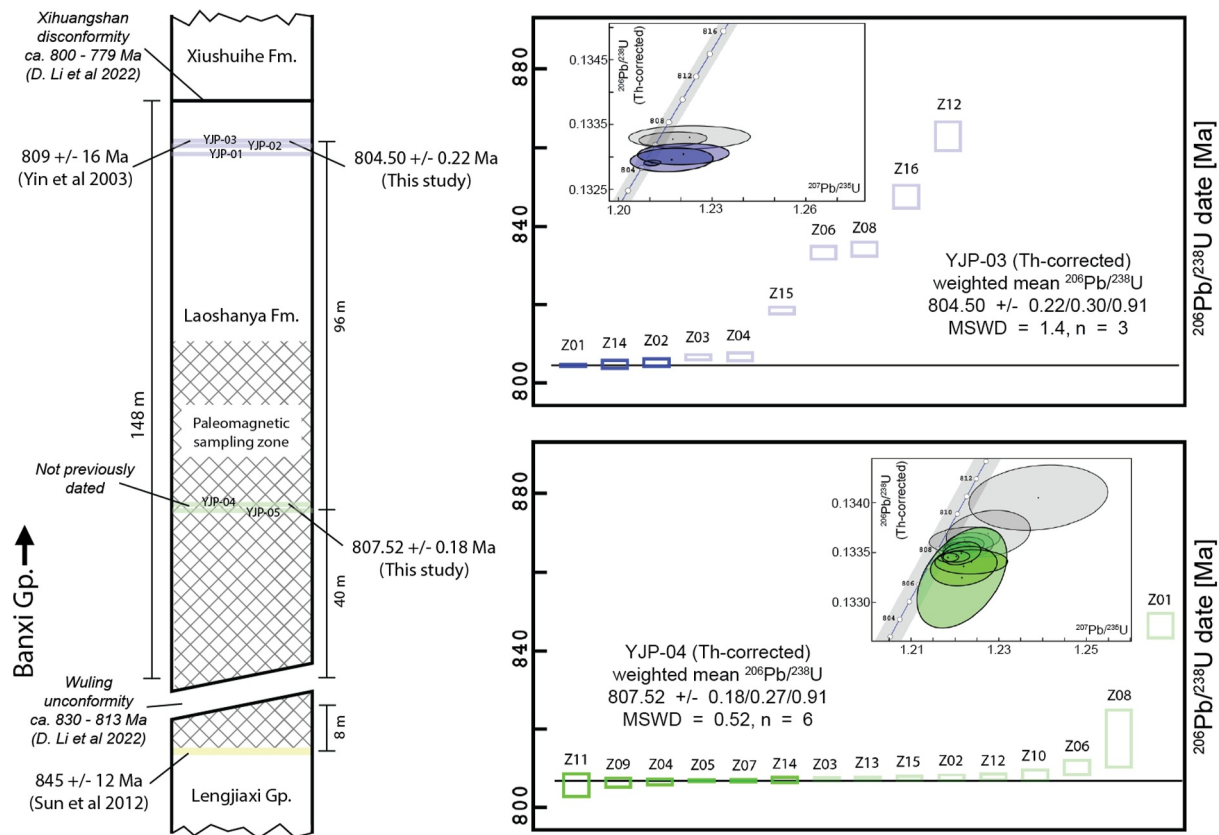 Xihuangshan
disconformity
ca. 800 - 779 Ma
(D. Li et al 2022)
Xiushuihe Fm.
YJP-03
YJP-02
YJP-01
809 +/- 16 Ma
(Yin et al 2003)
804.50 +/- 0.22 Ma
(This study)
Laoshanya Fm.
96 m
148 m
Paleomagnetic
sampling zone
Not previously
dated
YJP-04
YJP-05
807.52 +/- 0.18 Ma
(This study)
40 m
Banxi Gp.
Wuling
unconformity
ca. 830 - 813 Ma
(D. Li et al 2022)
8 m
845 +/- 12 Ma
(Sun et al 2012)
Lengjiaxi Gp.
880
840
800
206Pb/238U date [Ma]
0.1345
0.1335
0.1325
206Pb/238U
(Th-corrected)
816
812
808
804
207Pb/235U
1.20
1.23
1.26
Z12
Z16
Z06
Z08
Z15
Z01
Z14
Z02
Z03
Z04
YJP-03 (Th-corrected)
weighted mean 206Pb/238U
804.50 +/- 0.22/0.30/0.91
MSWD = 1.4, n = 3
880
840
800
206Pb/238U date [Ma]
0.1340
0.1335
0.1330
206Pb/238U
(Th-corrected)
812
810
808
806
804
207Pb/235U
1.21
1.23
1.25
Z01
Z08
YJP-04 (Th-corrected)
weighted mean 206Pb/238U
807.52 +/- 0.18/0.27/0.91
MSWD = 0.52, n = 6
Z11
Z09
Z04
Z05
Z07
Z14
Z03
Z13
Z15
Z02
Z12
Z10
Z06